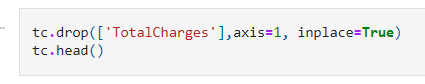 tc.drop(['TotalCharges'],axis=1, inplace=True)
tc.head()